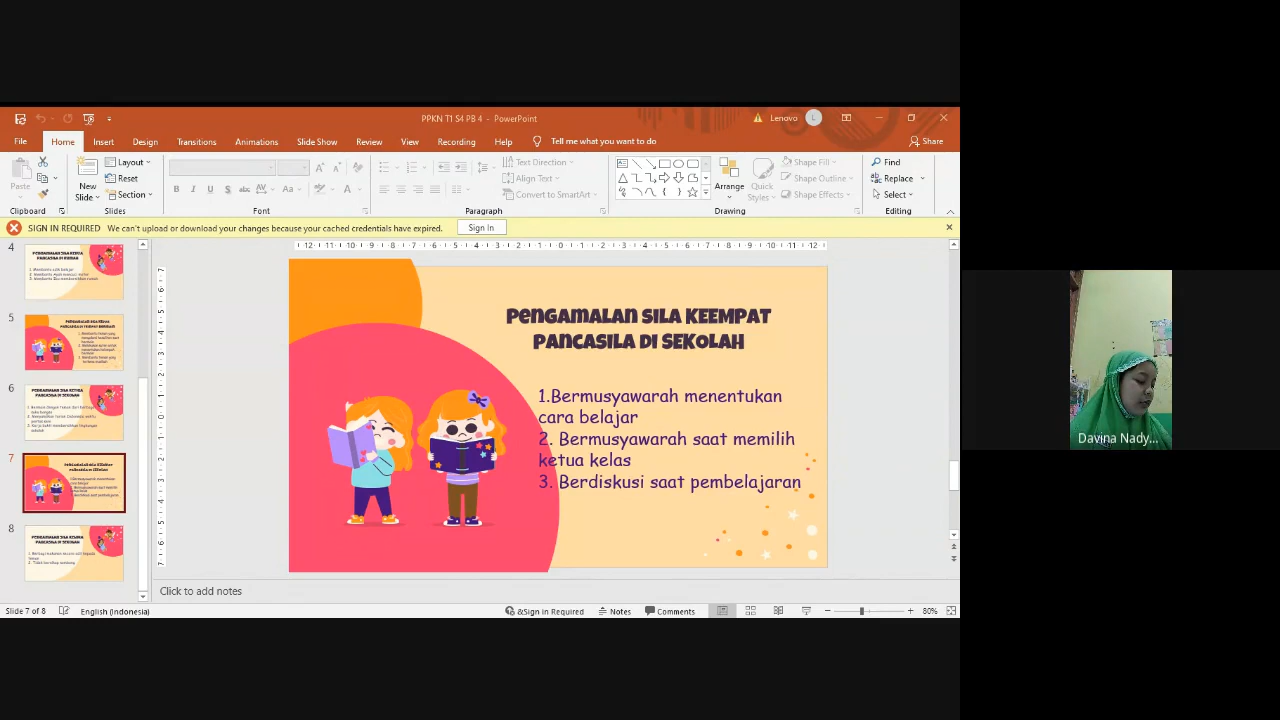 PPKN T1 S4 PB 4 - PowerPoint
Lenovo
L
File
Home
Insert
Design
Transitions
Animations
Slide Show
Review
View
Recording
Help
Tell me what you want to do
Share
Paste
New Slide
Layout
Reset
Section
Text Direction
Align Text
Convert to SmartArt
Arrange
Quick Styles
Shape Fill
Shape Outline
Shape Effects
Find
Replace
Select
Clipboard
Slides
Font
Paragraph
Drawing
Editing
SIGN IN REQUIRED We can't upload or download your changes because your cached credentials have expired.
Sign In
4
5
6
7
8
PENGAMALAN SILA KEEMPAT
PANCASILA DI SEKOLAH
1.Bermusyawarah menentukan
cara belajar
2. Bermusyawarah saat memilih
ketua kelas
3. Berdiskusi saat pembelajaran
Click to add notes
Slide 7 of 8
English (Indonesia)
&Sign in Required
Notes
Comments
80%
Davina Nady...